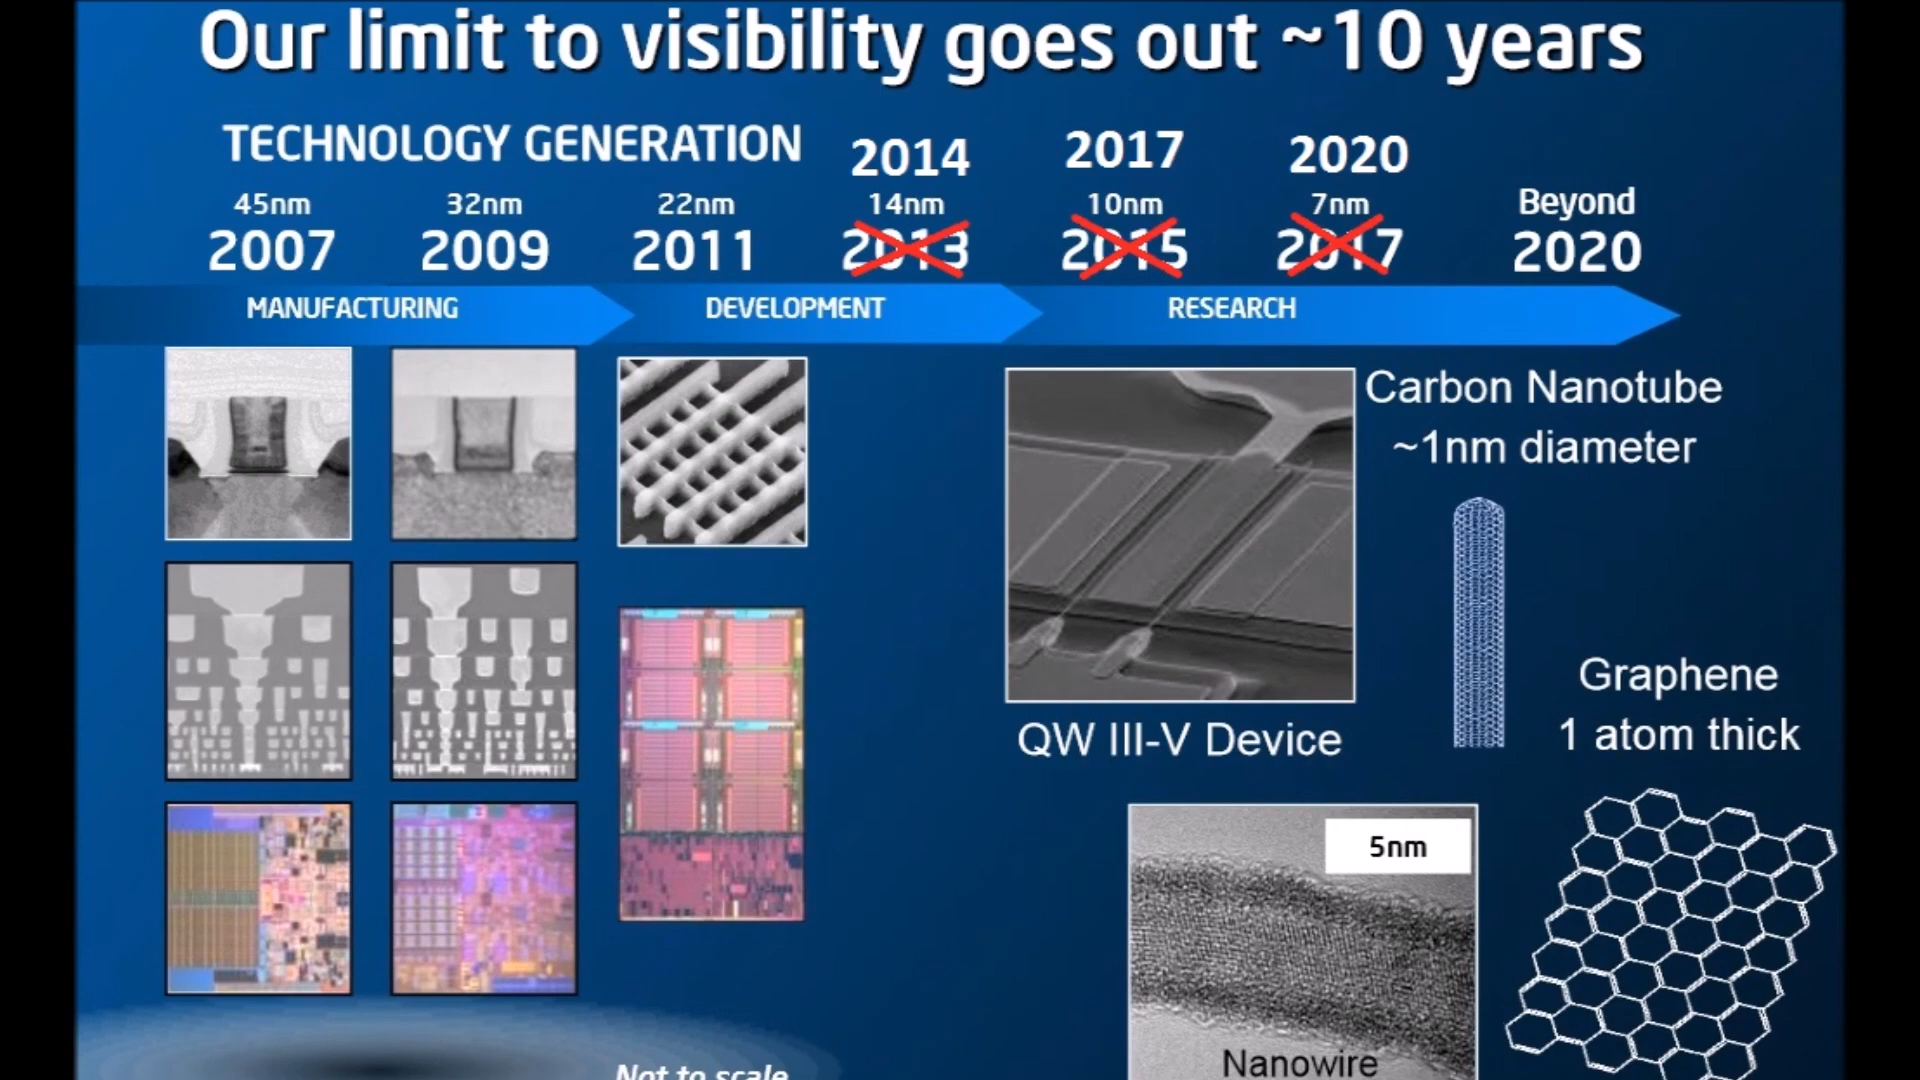 Our limit to visibility goes out ~10 years
TECHNOLOGY GENERATION
2014 2017 2020
45nm 32nm 22nm 14nm 10nm 7nm Beyond
2007 2009 2011 2013 2015 2017 2020
MANUFACTURING DEVELOPMENT RESEARCH
Carbon Nanotube
~1nm diameter
QW III-V Device
Graphene
1 atom thick
5nm
Nanowire
Not to scale